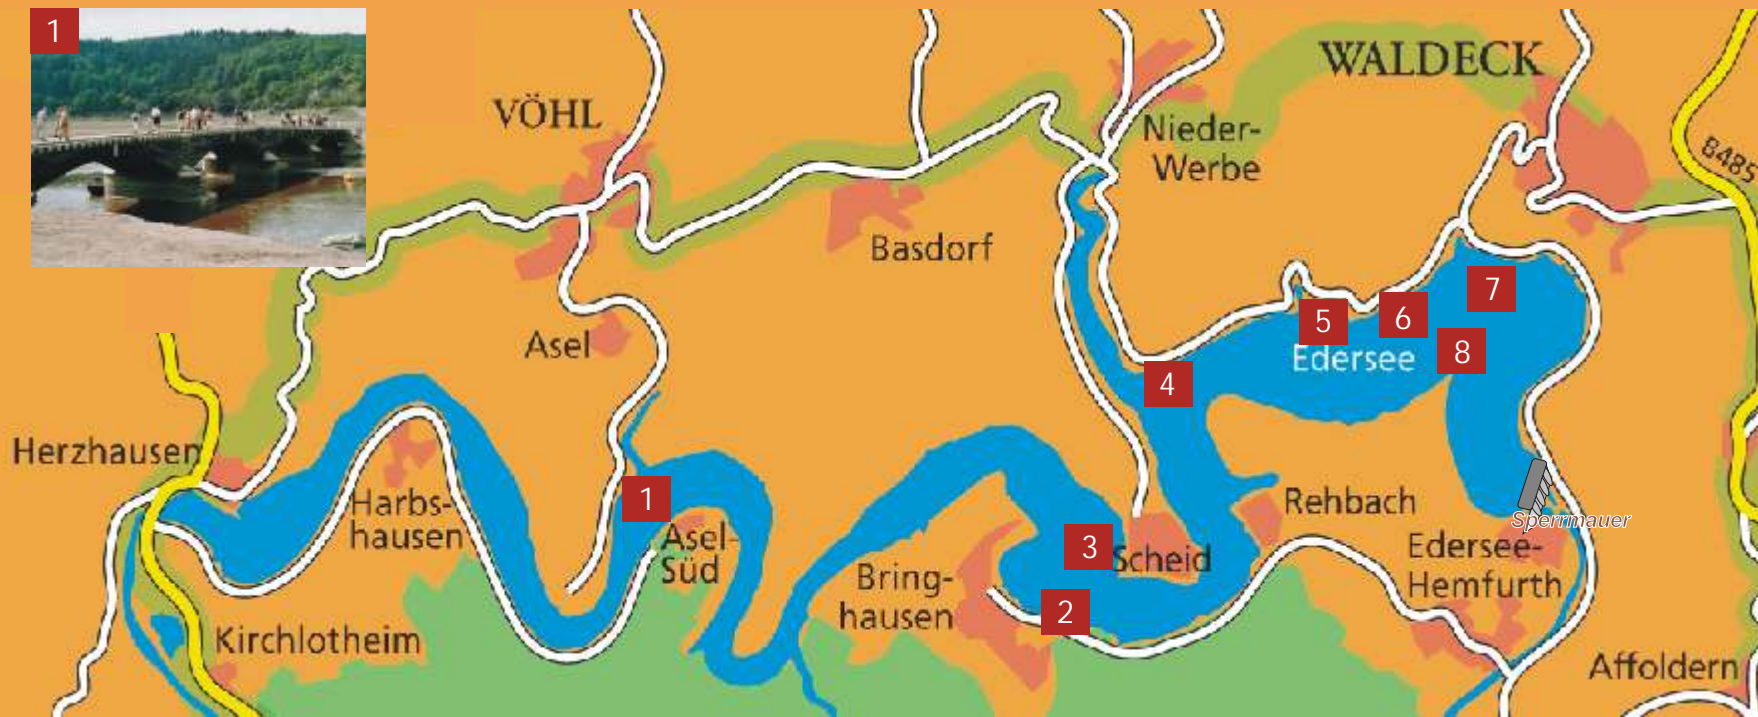 1
WALDECK
VÖHL
Nieder-
Werbe
B485
Basdorf
7
5
6
Asel
Edersee
8
4
Herzhausen
1
Harbs-
hausen
Rehbach
Sperrmauer
Asel-
Süd
3
Scheid
Edersee-
Hemfurth
Bring-
hausen
2
Kirchlotheim
Affoldern